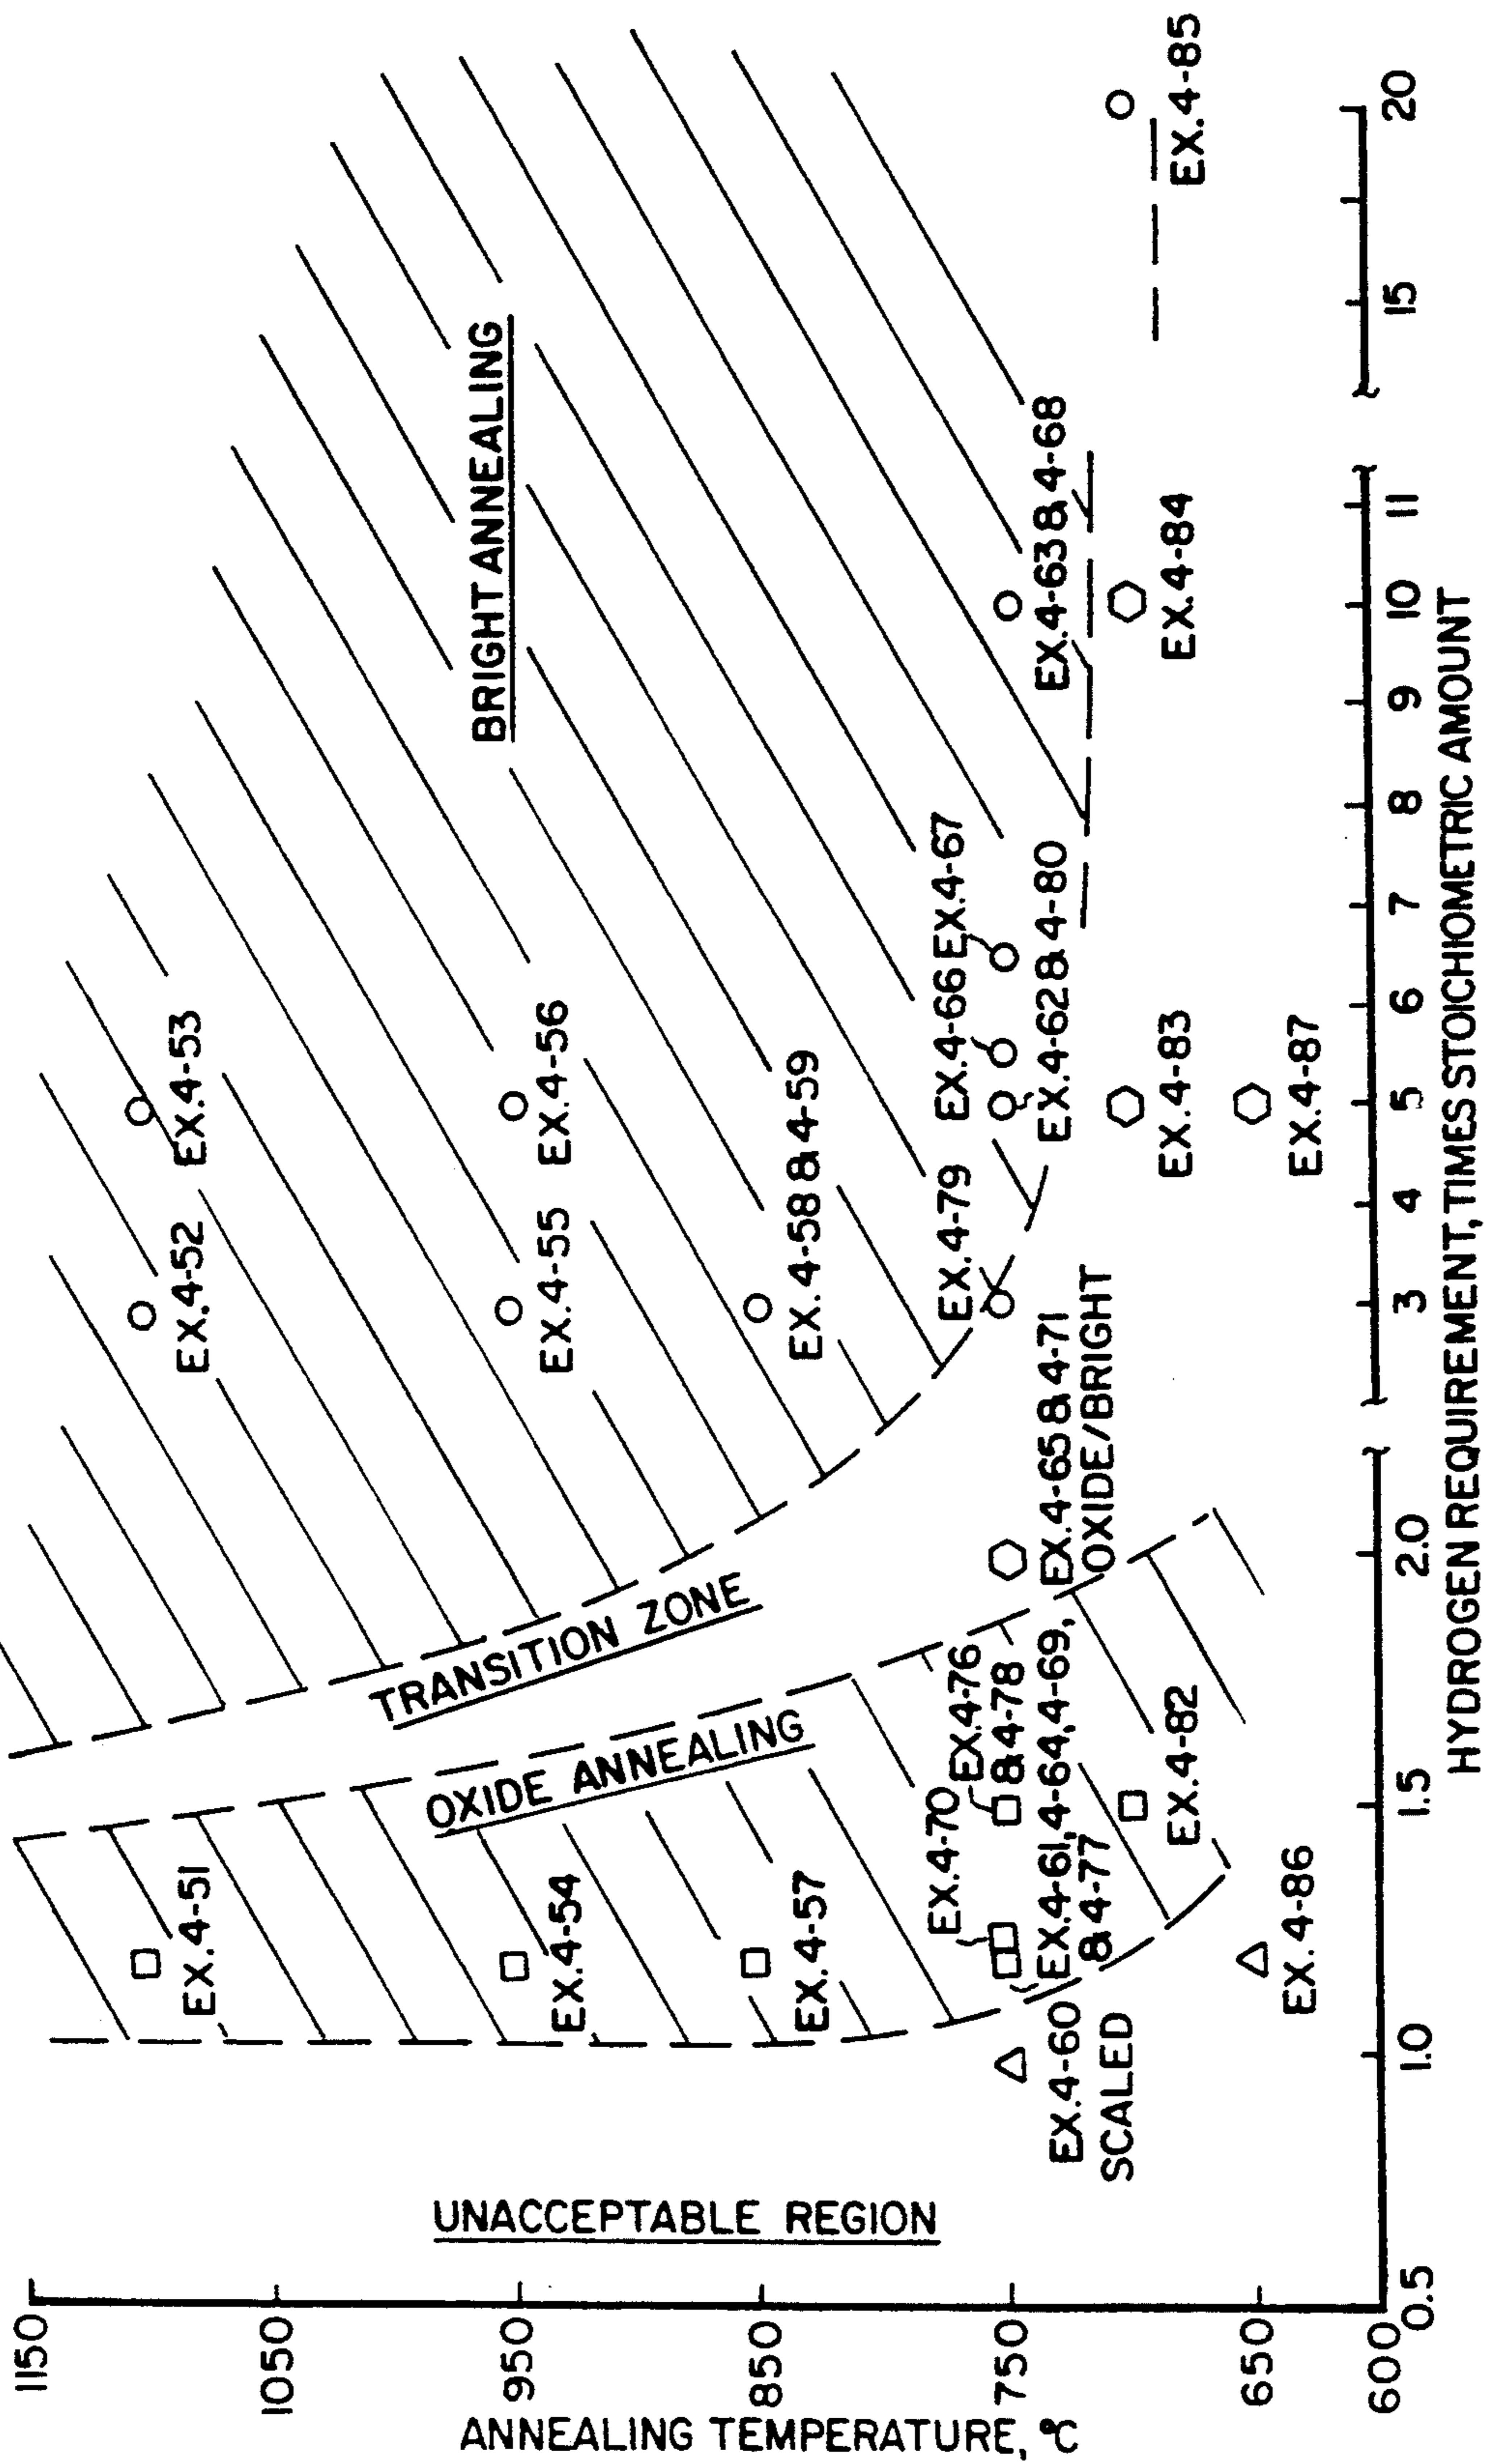 1150
1050
950
850
750
650
600
ANNEALING TEMPERATURE, °C
0.5
1.0
1.5
2.0
3
4
5
6
7
8
9
10
11
15
20
HYDROGEN REQUIREMENT, TIMES STOICHIOMETRIC AMOUNT
UNACCEPTABLE REGION
OXIDE ANNEALING
TRANSITION ZONE
BRIGHT ANNEALING
EX.4-51
EX.4-52
EX.4-53
EX.4-54
EX.4-55
EX.4-56
EX.4-57
EX.4-58 & 4-59
EX.4-60
SCALED
EX.4-70
EX.4-76
& 4-78
EX.4-61, 4-64, 4-69,
& 4-77
EX.4-65 & 4-71
OXIDE/BRIGHT
EX.4-79
EX.4-66
EX.4-67
EX.4-62 & 4-80
EX.4-63 & 4-68
EX.4-82
EX.4-83
EX.4-84
EX.4-85
EX.4-86
EX.4-87